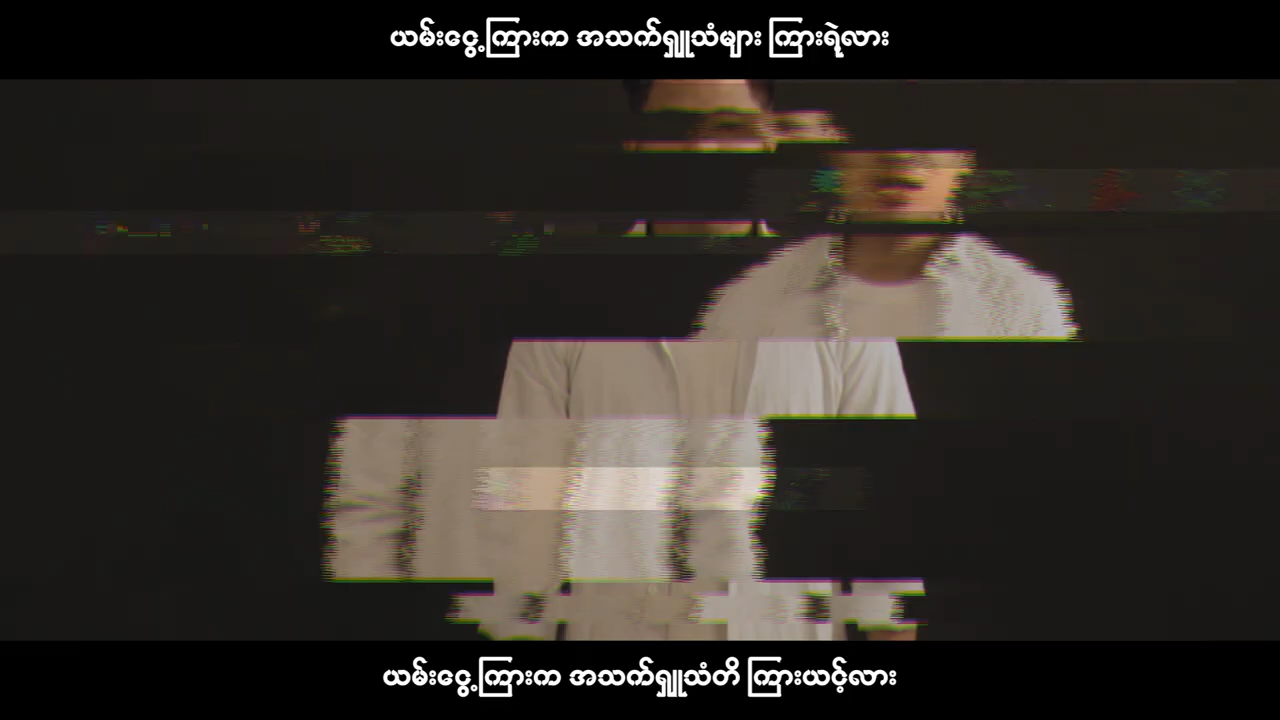 ယမ်းငွေ့ကြားက အသက်ရှူသံများ ကြားရဲလား
ယမ်းငွေ့ကြားက အသက်ရှူသံတိ ကြားယင့်လား